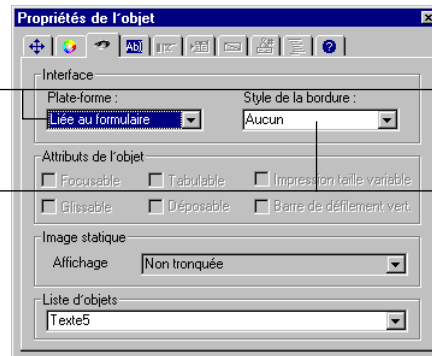 Propriétés de l'objet
Interface
Plate-forme :
Style de la bordure :
Liée au formulaire
Aucun
Attributs de l'objet
Focusable
Tabulable
Impression taille variable
Glissable
Déposable
Barre de défilement vert.
Image statique
Affichage
Non tronquée
Liste d'objets
Texte5